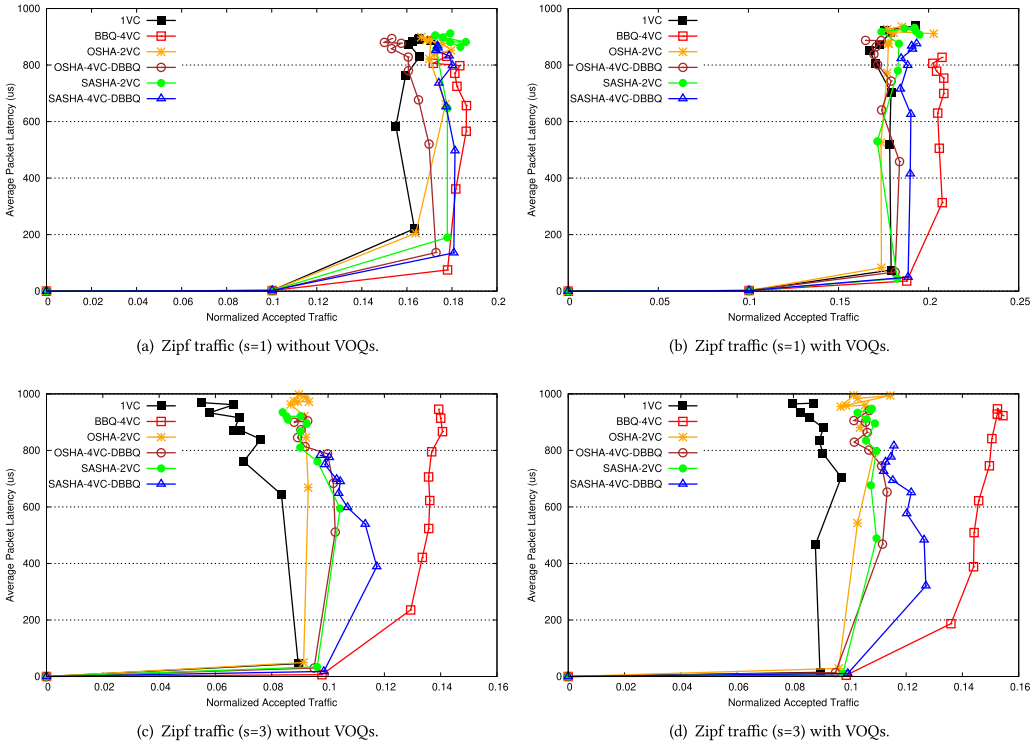 1000
800
600
400
200
0
Average Packet Latency (us)
1VC
BBQ-4VC
OSHA-2VC
OSHA-4VC-DBBQ
SASHA-2VC
SASHA-4VC-DBBQ
0 0.02 0.04 0.06 0.08 0.1 0.12 0.14 0.16 0.18 0.2
Normalized Accepted Traffic
(a) Zipf traffic (s=1) without VOQs.
1000
800
600
400
200
0
Average Packet Latency (us)
1VC
BBQ-4VC
OSHA-2VC
OSHA-4VC-DBBQ
SASHA-2VC
SASHA-4VC-DBBQ
0 0.05 0.1 0.15 0.2 0.25
Normalized Accepted Traffic
(b) Zipf traffic (s=1) with VOQs.
1000
800
600
400
200
0
Average Packet Latency (us)
1VC
BBQ-4VC
OSHA-2VC
OSHA-4VC-DBBQ
SASHA-2VC
SASHA-4VC-DBBQ
0 0.02 0.04 0.06 0.08 0.1 0.12 0.14 0.16
Normalized Accepted Traffic
(c) Zipf traffic (s=3) without VOQs.
1000
800
600
400
200
0
Average Packet Latency (us)
1VC
BBQ-4VC
OSHA-2VC
OSHA-4VC-DBBQ
SASHA-2VC
SASHA-4VC-DBBQ
0 0.02 0.04 0.06 0.08 0.1 0.12 0.14 0.16
Normalized Accepted Traffic
(d) Zipf traffic (s=3) with VOQs.